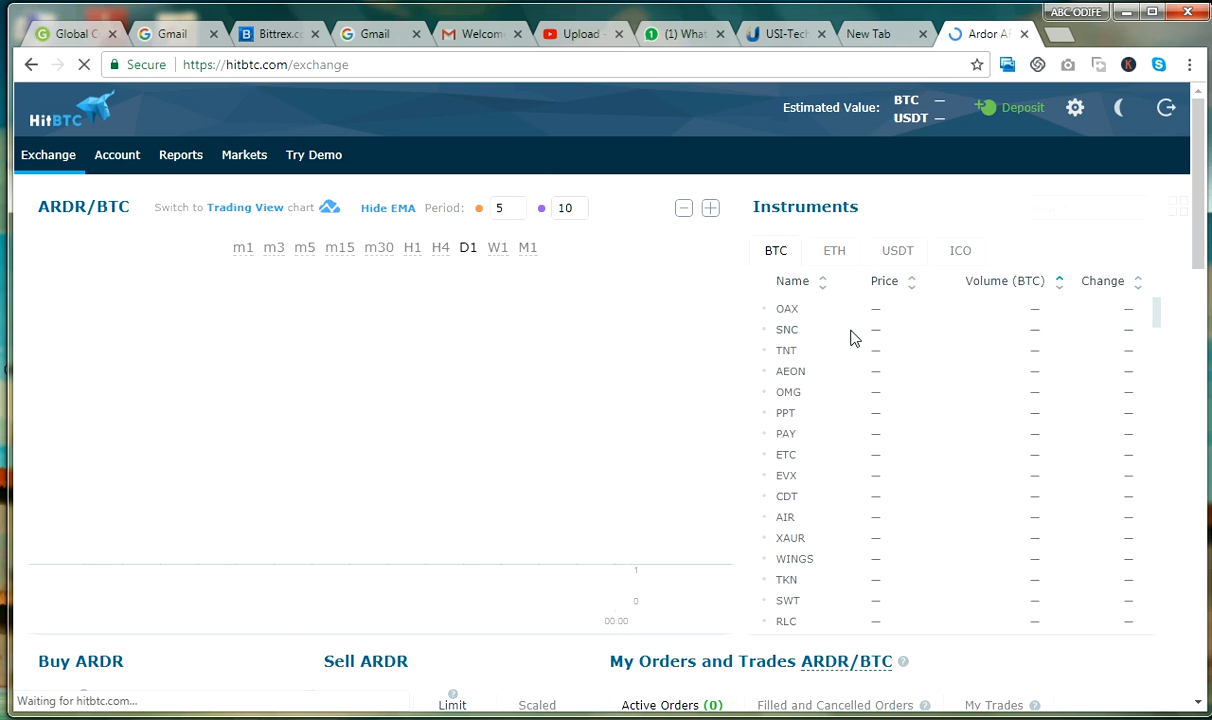 ABC ODIFE
Global C
Gmail
Bittrex.c
Gmail
Welcom
Upload -
(1) What
USI-Tech
New Tab
Ardor A
Secure
https://hitbtc.com/exchange
HitBTC
Estimated Value:
BTC —
USDT —
Deposit
Exchange
Account
Reports
Markets
Try Demo
ARDR/BTC
Switch to Trading View chart
Hide EMA
Period:
5
10
Instruments
m1 m3 m5 m15 m30 H1 H4 D1 W1 M1
BTC ETH USDT ICO
Name Price Volume (BTC) Change
OAX — — —
SNC — — —
TNT — — —
AEON — — —
OMG — — —
PPT — — —
PAY — — —
ETC — — —
EVX — — —
CDT — — —
AIR — — —
XAUR — — —
WINGS — — —
TKN — — —
SWT — — —
RLC — — —
1
0
00:00
Buy ARDR
Sell ARDR
My Orders and Trades ARDR/BTC ?
Waiting for hitbtc.com...
?
Limit
Scaled
Active Orders (0)
Filled and Cancelled Orders ?
My Trades ?